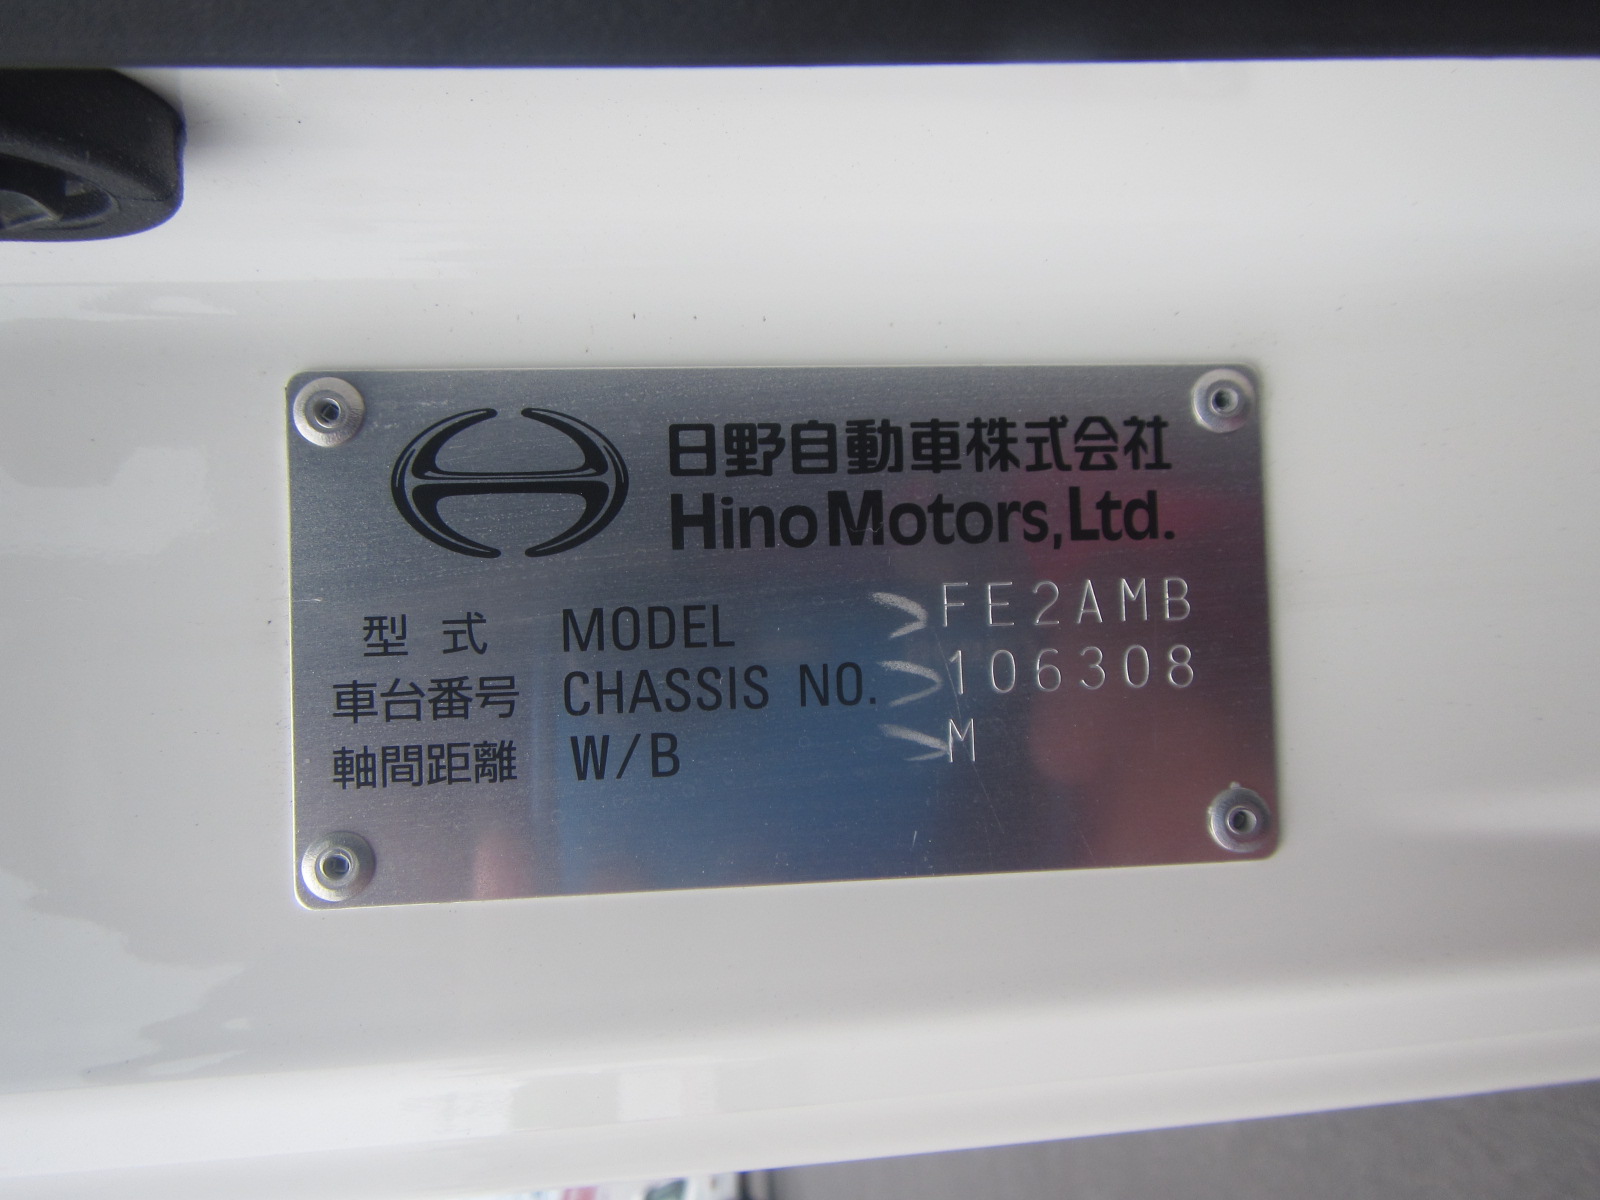 日野自動車株式会社
Hino Motors, Ltd.
型 式 MODEL FE2AMB
車台番号 CHASSIS NO. 106308
軸間距離 W/B M